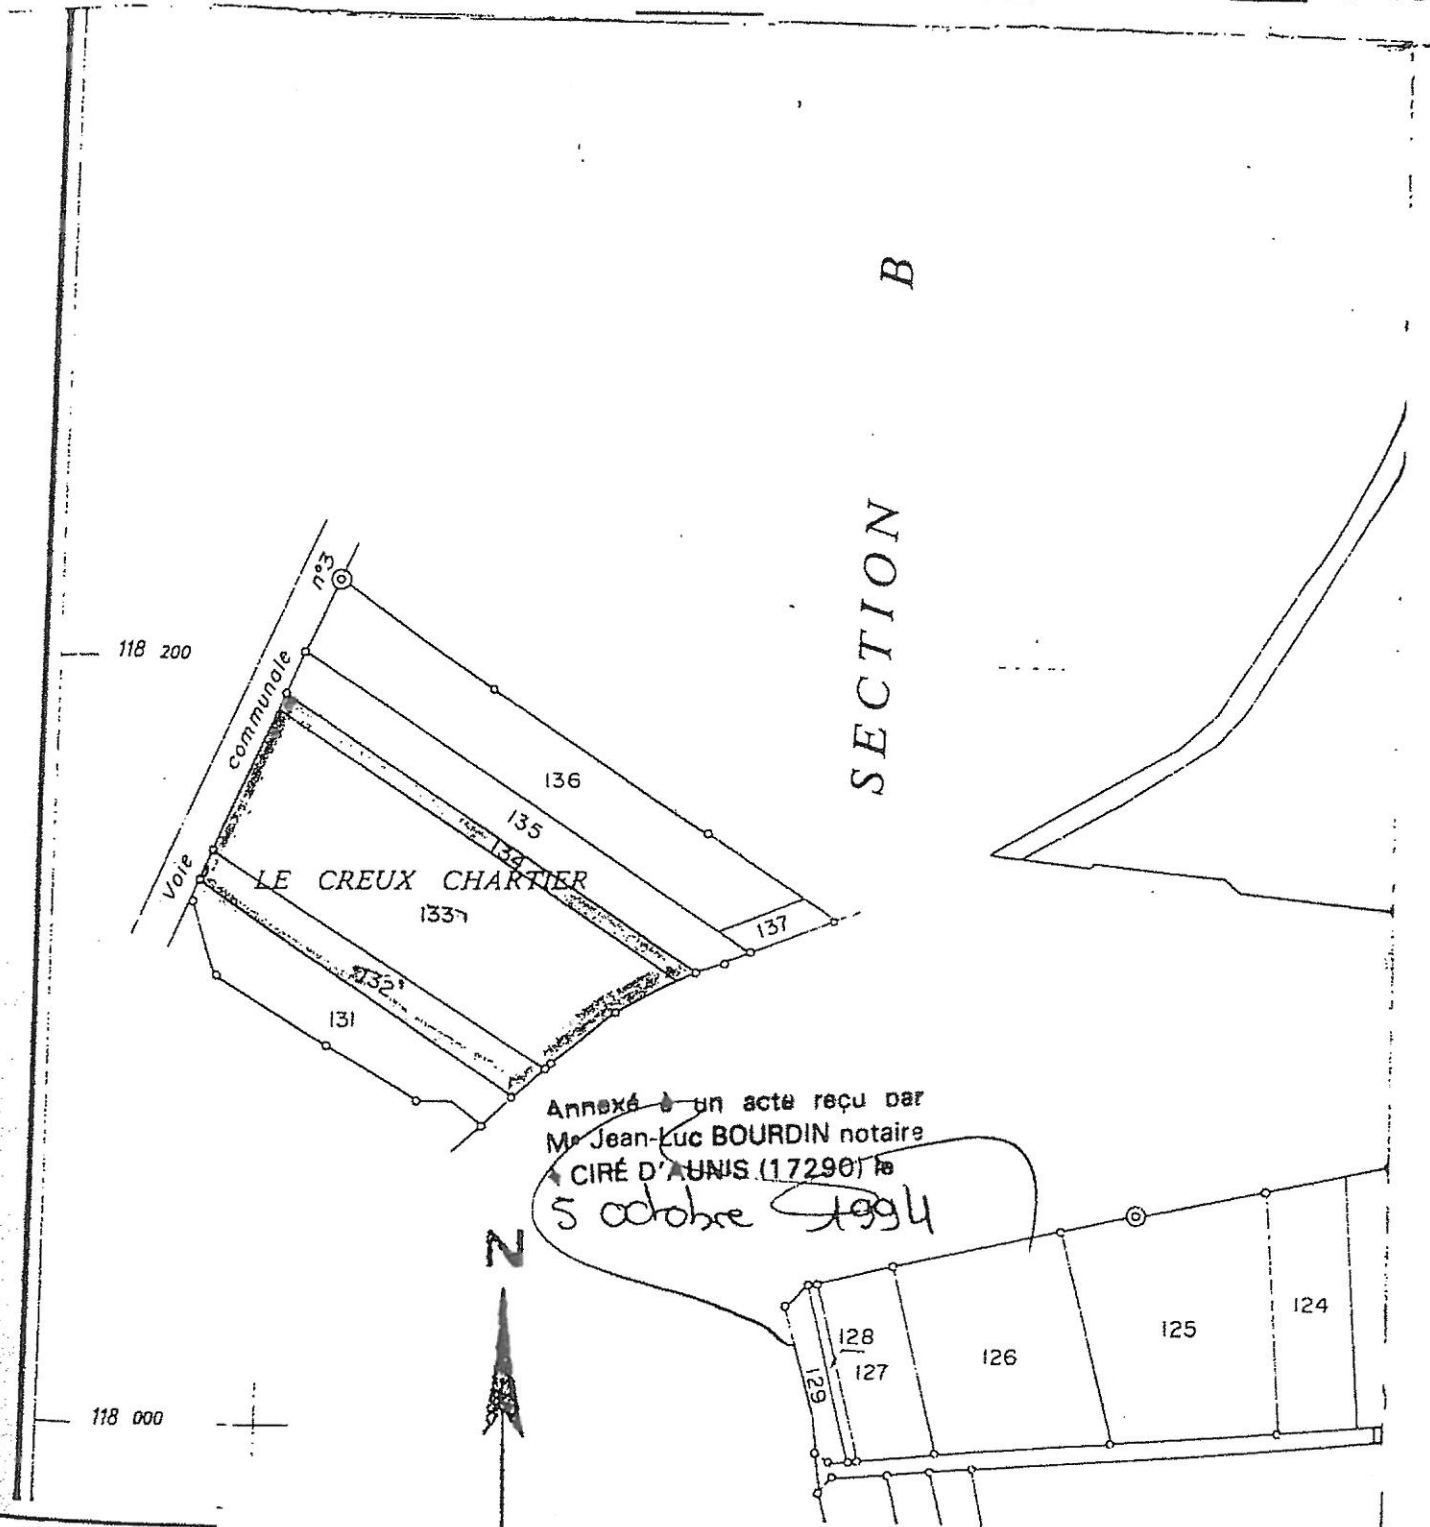 B
SECTION
n°3
communale
Voie
118 200
136
135
134
LE CREUX CHARTIER
133
137
132
131
Annexé à un acte reçu par
Me Jean-Luc BOURDIN notaire
à CIRÉ D'AUNIS (17290) le
5 octobre 1994
N
124
125
128
126
127
129
118 000